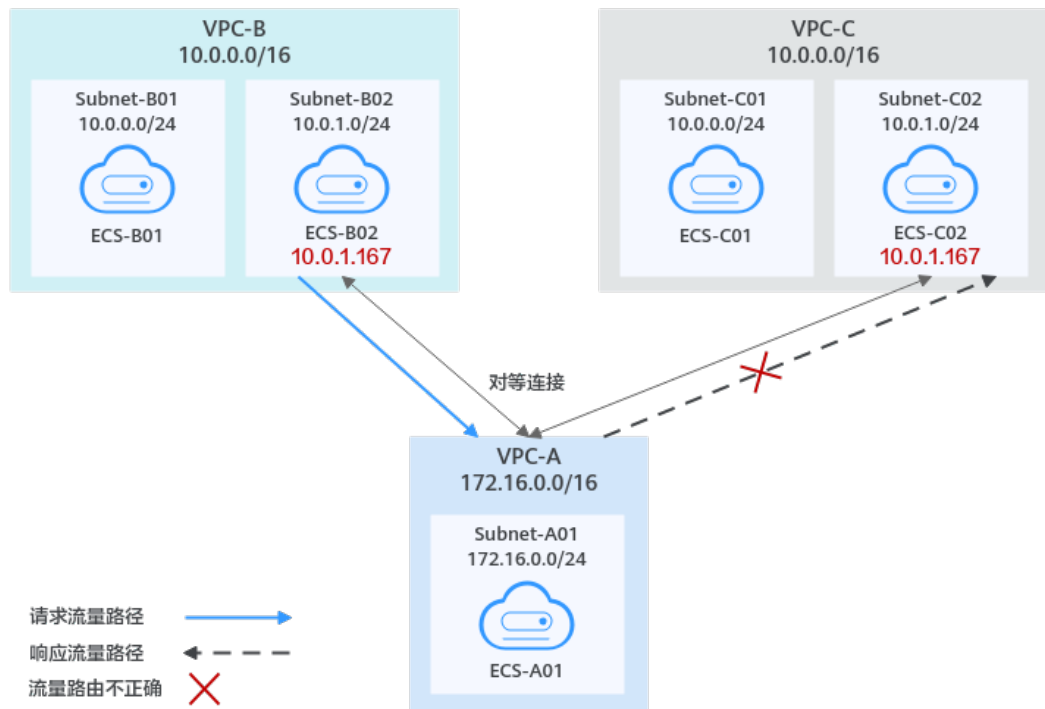 VPC-B
10.0.0.0/16
Subnet-B01
10.0.0.0/24
ECS-B01
Subnet-B02
10.0.1.0/24
ECS-B02
10.0.1.167
VPC-C
10.0.0.0/16
Subnet-C01
10.0.0.0/24
ECS-C01
Subnet-C02
10.0.1.0/24
ECS-C02
10.0.1.167
对等连接
VPC-A
172.16.0.0/16
Subnet-A01
172.16.0.0/24
ECS-A01
请求流量路径
响应流量路径
流量路由不正确